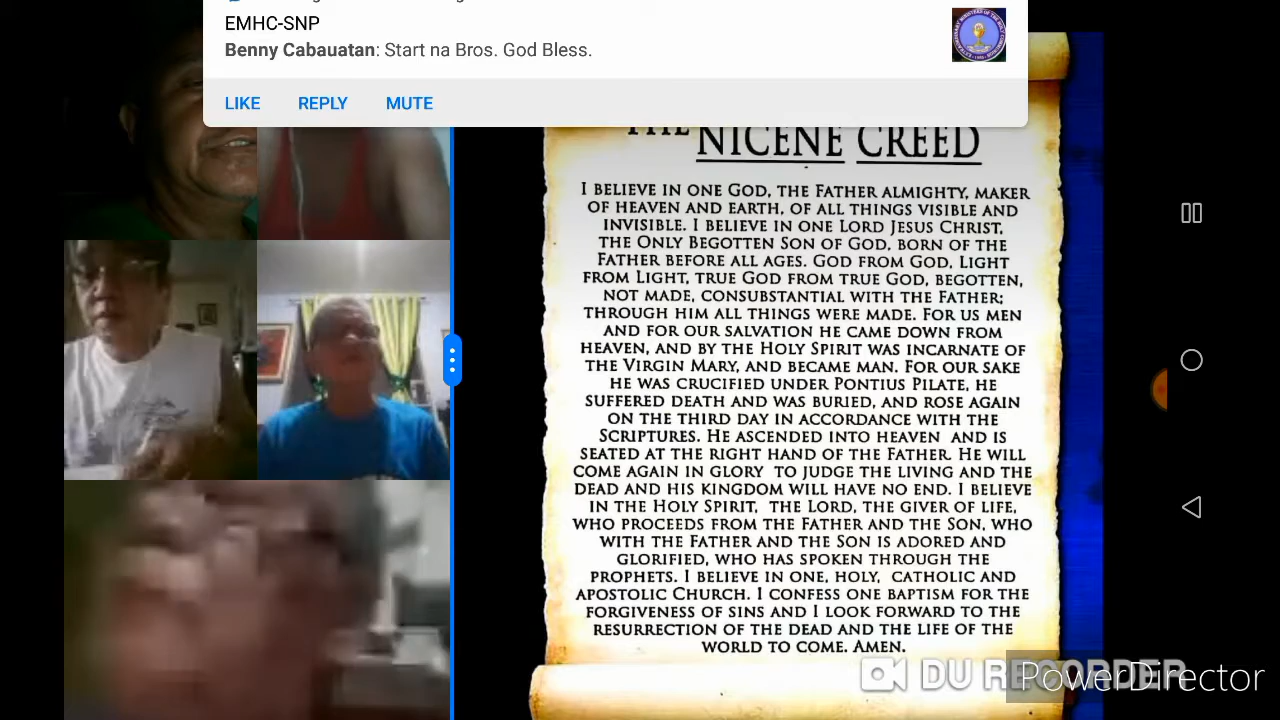 EMHC-SNP
Benny Cabauatan: Start na Bros. God Bless.
LIKE REPLY MUTE
THE NICENE CREED
I BELIEVE IN ONE GOD, THE FATHER ALMIGHTY, MAKER
OF HEAVEN AND EARTH, OF ALL THINGS VISIBLE AND
INVISIBLE. I BELIEVE IN ONE LORD JESUS CHRIST,
THE ONLY BEGOTTEN SON OF GOD, BORN OF THE
FATHER BEFORE ALL AGES. GOD FROM GOD, LIGHT
FROM LIGHT, TRUE GOD FROM TRUE GOD, BEGOTTEN,
NOT MADE, CONSUBSTANTIAL WITH THE FATHER;
THROUGH HIM ALL THINGS WERE MADE. FOR US MEN
AND FOR OUR SALVATION HE CAME DOWN FROM
HEAVEN, AND BY THE HOLY SPIRIT WAS INCARNATE OF
THE VIRGIN MARY, AND BECAME MAN. FOR OUR SAKE
HE WAS CRUCIFIED UNDER PONTIUS PILATE, HE
SUFFERED DEATH AND WAS BURIED, AND ROSE AGAIN
ON THE THIRD DAY IN ACCORDANCE WITH THE
SCRIPTURES. HE ASCENDED INTO HEAVEN AND IS
SEATED AT THE RIGHT HAND OF THE FATHER. HE WILL
COME AGAIN IN GLORY TO JUDGE THE LIVING AND THE
DEAD AND HIS KINGDOM WILL HAVE NO END. I BELIEVE
IN THE HOLY SPIRIT, THE LORD, THE GIVER OF LIFE,
WHO PROCEEDS FROM THE FATHER AND THE SON, WHO
WITH THE FATHER AND THE SON IS ADORED AND
GLORIFIED, WHO HAS SPOKEN THROUGH THE
PROPHETS. I BELIEVE IN ONE, HOLY, CATHOLIC AND
APOSTOLIC CHURCH. I CONFESS ONE BAPTISM FOR THE
FORGIVENESS OF SINS AND I LOOK FORWARD TO THE
RESURRECTION OF THE DEAD AND THE LIFE OF THE
WORLD TO COME. AMEN.
DU RECORDER
PowerDirector